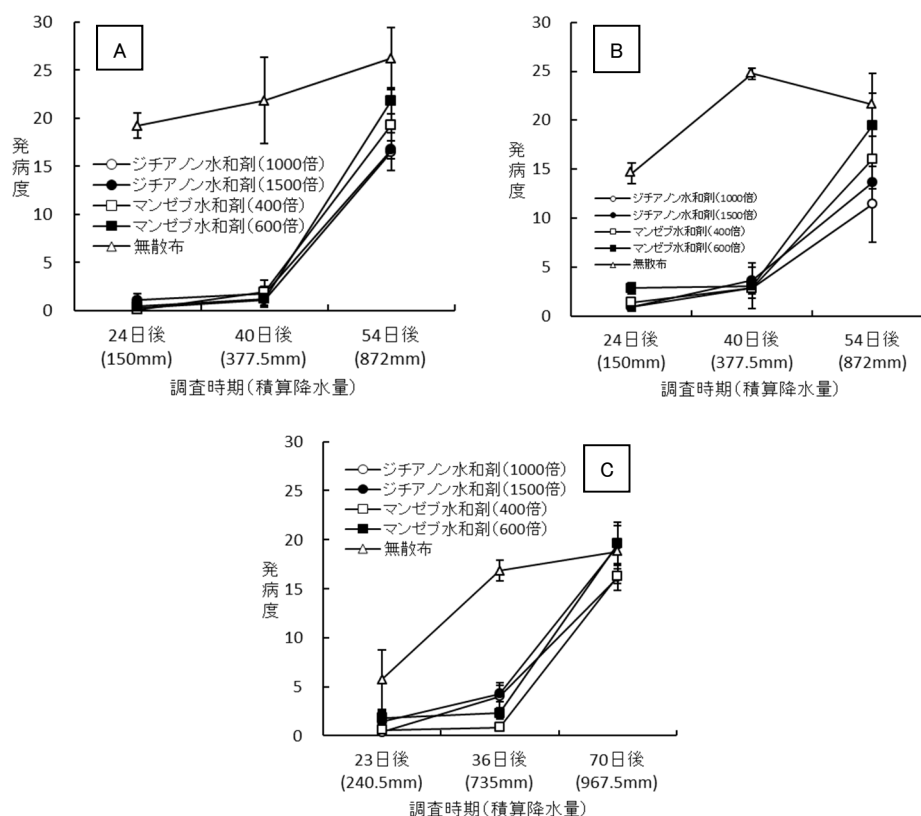 A
30
25
20
15
10
5
0
発病度
ジチアノン水和剤(1000倍)
ジチアノン水和剤(1500倍)
マンゼブ水和剤(400倍)
マンゼブ水和剤(600倍)
無散布
24日後 40日後 54日後
(150mm) (377.5mm) (872mm)
調査時期(積算降水量)
B
30
25
20
15
10
5
0
発病度
ジチアノン水和剤(1000倍)
ジチアノン水和剤(1500倍)
マンゼブ水和剤(400倍)
マンゼブ水和剤(600倍)
無散布
24日後 40日後 54日後
(150mm) (377.5mm) (872mm)
調査時期(積算降水量)
C
30
25
20
15
10
5
0
発病度
ジチアノン水和剤(1000倍)
ジチアノン水和剤(1500倍)
マンゼブ水和剤(400倍)
マンゼブ水和剤(600倍)
無散布
23日後 36日後 70日後
(240.5mm) (735mm) (967.5mm)
調査時期(積算降水量)